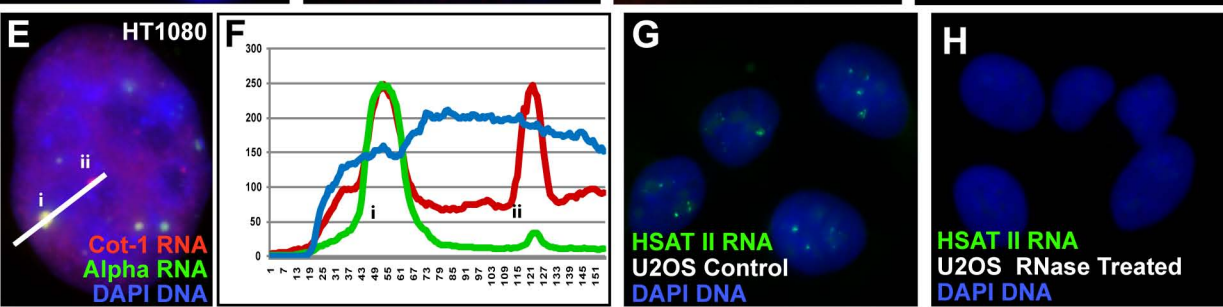 E
HT1080
ii
i
Cot-1 RNA
Alpha RNA
DAPI DNA
F
300
250
200
150
100
50
0
i
ii
1 7 13 19 25 31 37 43 49 55 61 67 73 79 85 91 97 103 109 115 121 127 133 139 145 151
G
HSAT II RNA
U2OS Control
DAPI DNA
H
HSAT II RNA
U2OS RNase Treated
DAPI DNA